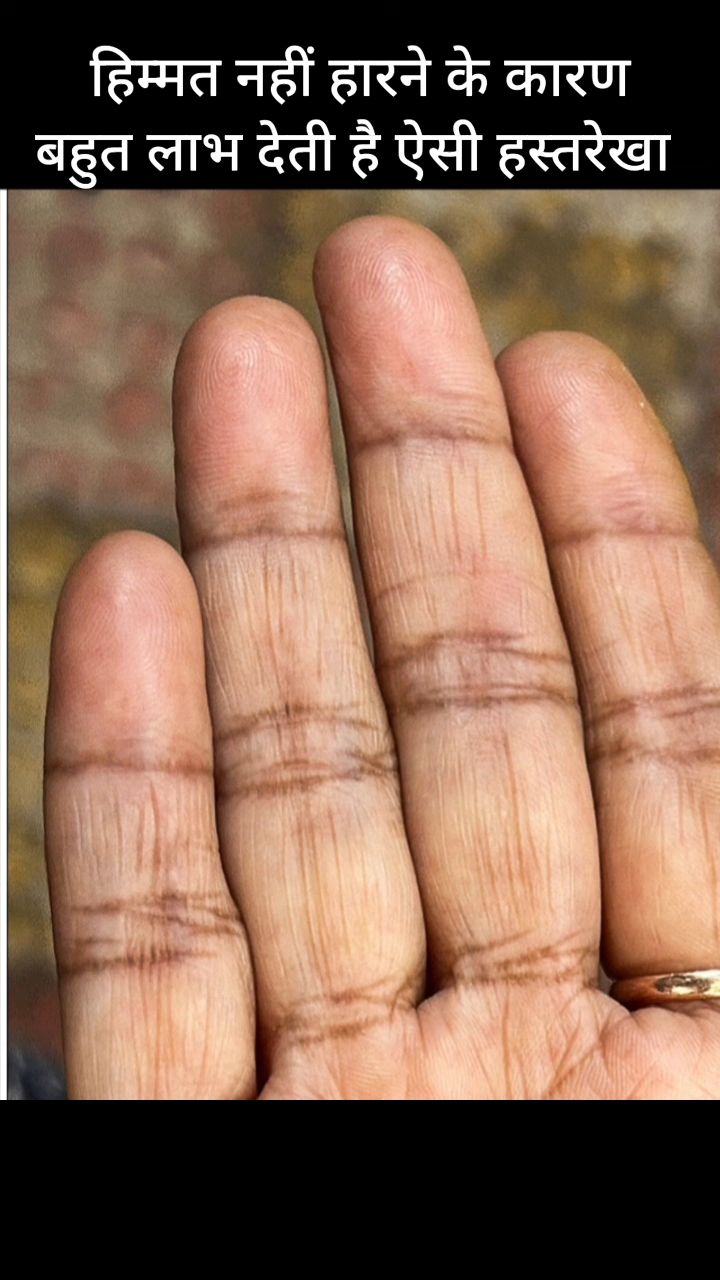 हिम्मत नहीं हारने के कारण
बहुत लाभ देती है ऐसी हस्तरेखा